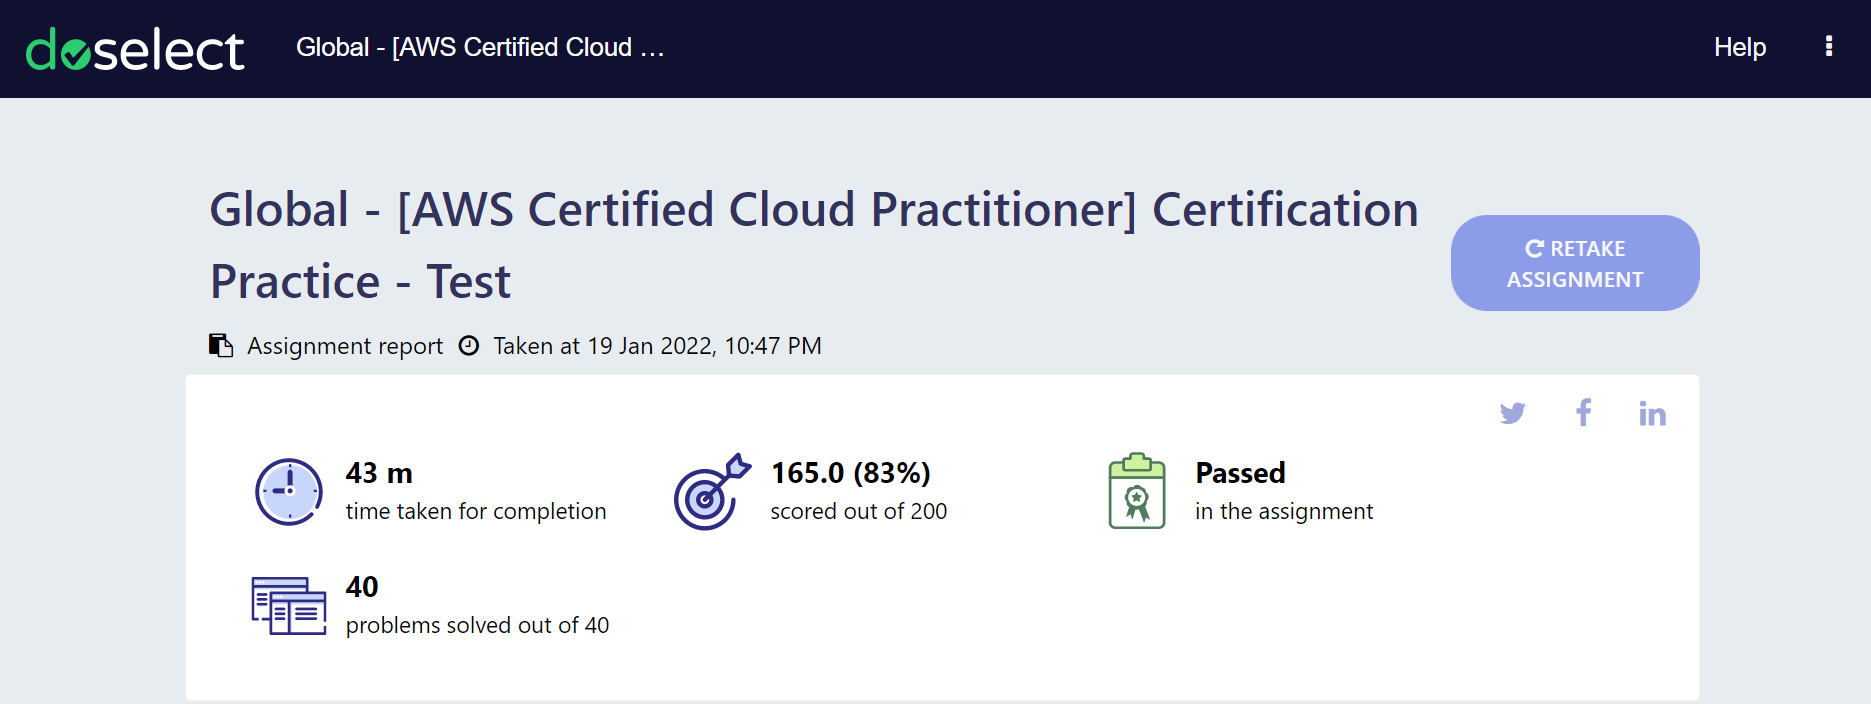 doselect
Global - [AWS Certified Cloud ...
Help
Global - [AWS Certified Cloud Practitioner] Certification
Practice - Test
RETAKE
ASSIGNMENT
Assignment report
Taken at 19 Jan 2022, 10:47 PM
43 m
time taken for completion
165.0 (83%)
scored out of 200
Passed
in the assignment
40
problems solved out of 40